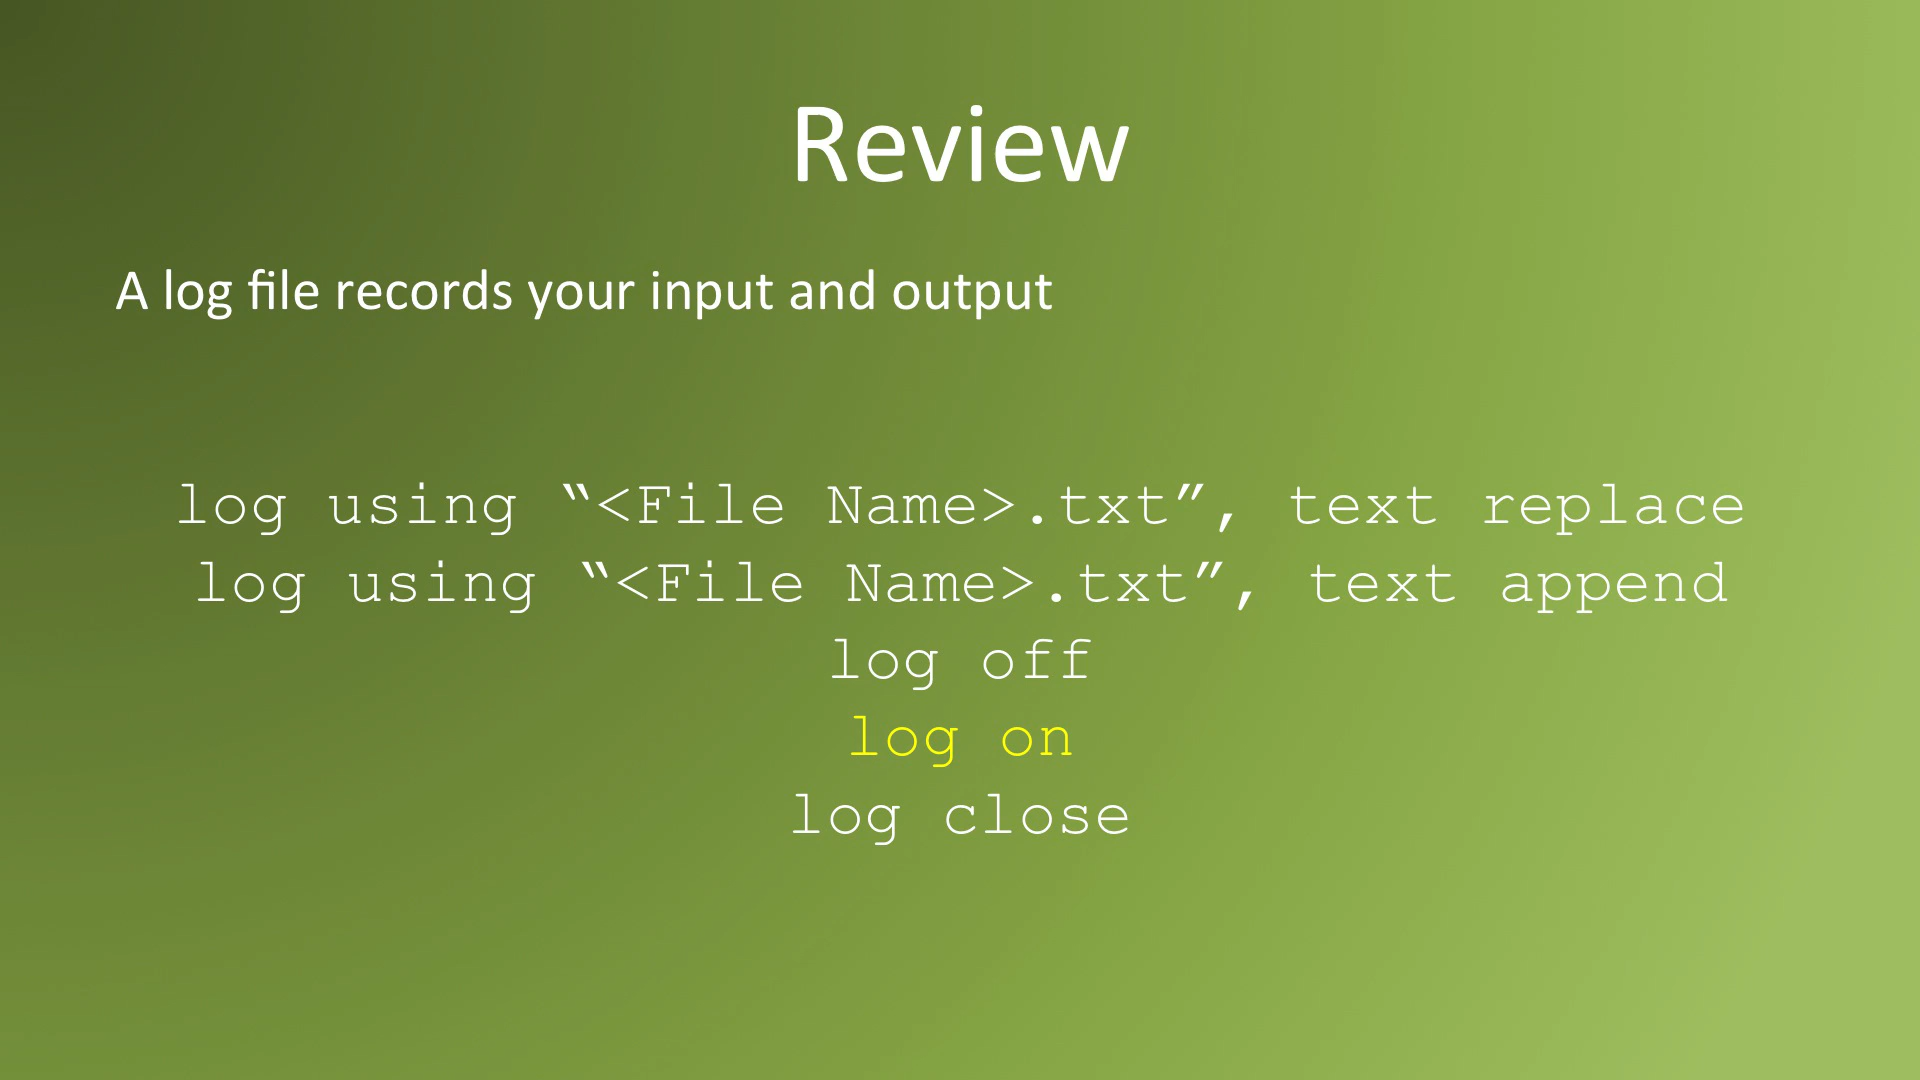 Review
A log file records your input and output
log using “<File Name>.txt”, text replace
log using “<File Name>.txt”, text append
log off
log on
log close